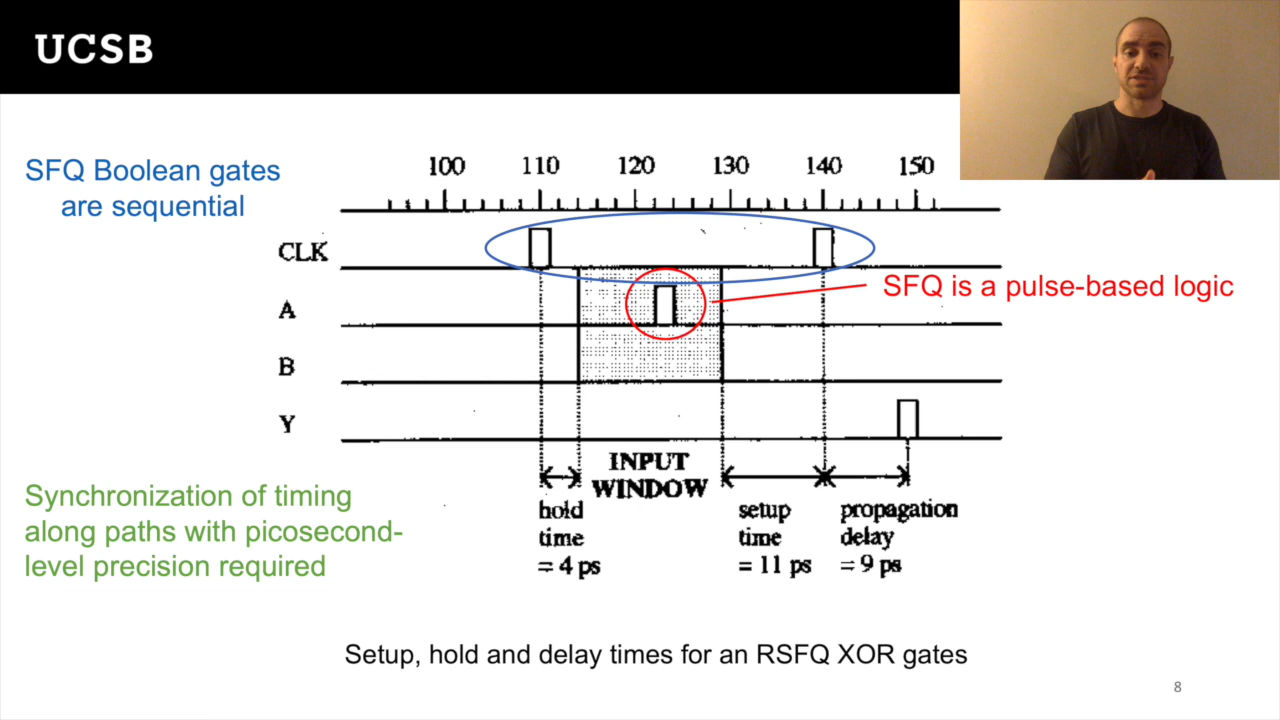 UCSB
SFQ Boolean gates
are sequential
100 110 120 130 140 150
CLK
SFQ is a pulse-based logic
A
B
Y
INPUT
WINDOW
hold
time
= 4 ps
setup
time
= 11 ps
propagation
delay
= 9 ps
Synchronization of timing
along paths with picosecond-
level precision required
Setup, hold and delay times for an RSFQ XOR gates
8